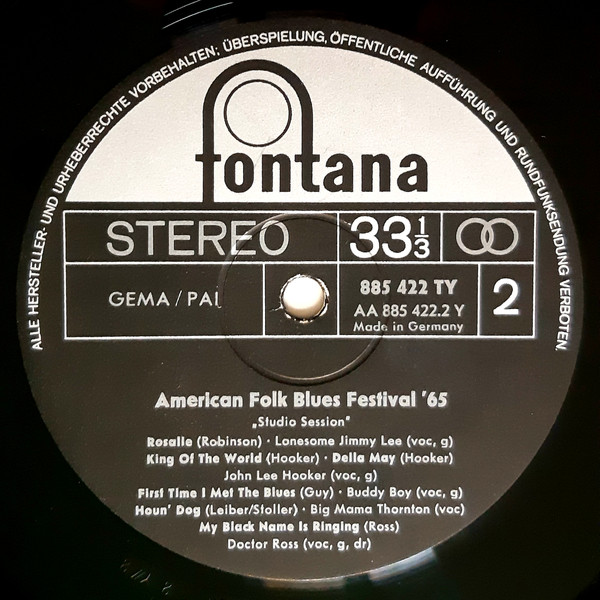 ALLE HERSTELLER- UND URHEBERRECHTE VORBEHALTEN; ÜBERSPIELUNG, ÖFFENTLICHE AUFFÜHRUNG UND RUNDFUNKSENDUNG VERBOTEN.
fontana
STEREO 33 1/3
GEMA / PAI 885 422 TY 2
AA 885 422.2 Y
Made in Germany
American Folk Blues Festival '65
„Studio Session"
Rosalie (Robinson) · Lonesome Jimmy Lee (voc, g)
King Of The World (Hooker) · Della May (Hooker)
John Lee Hooker (voc, g)
First Time I Met The Blues (Guy) · Buddy Boy (voc, g)
Houn' Dog (Leiber/Stoller) · Big Mama Thornton (voc)
My Black Name Is Ringing (Ross)
Doctor Ross (voc, g, dr)